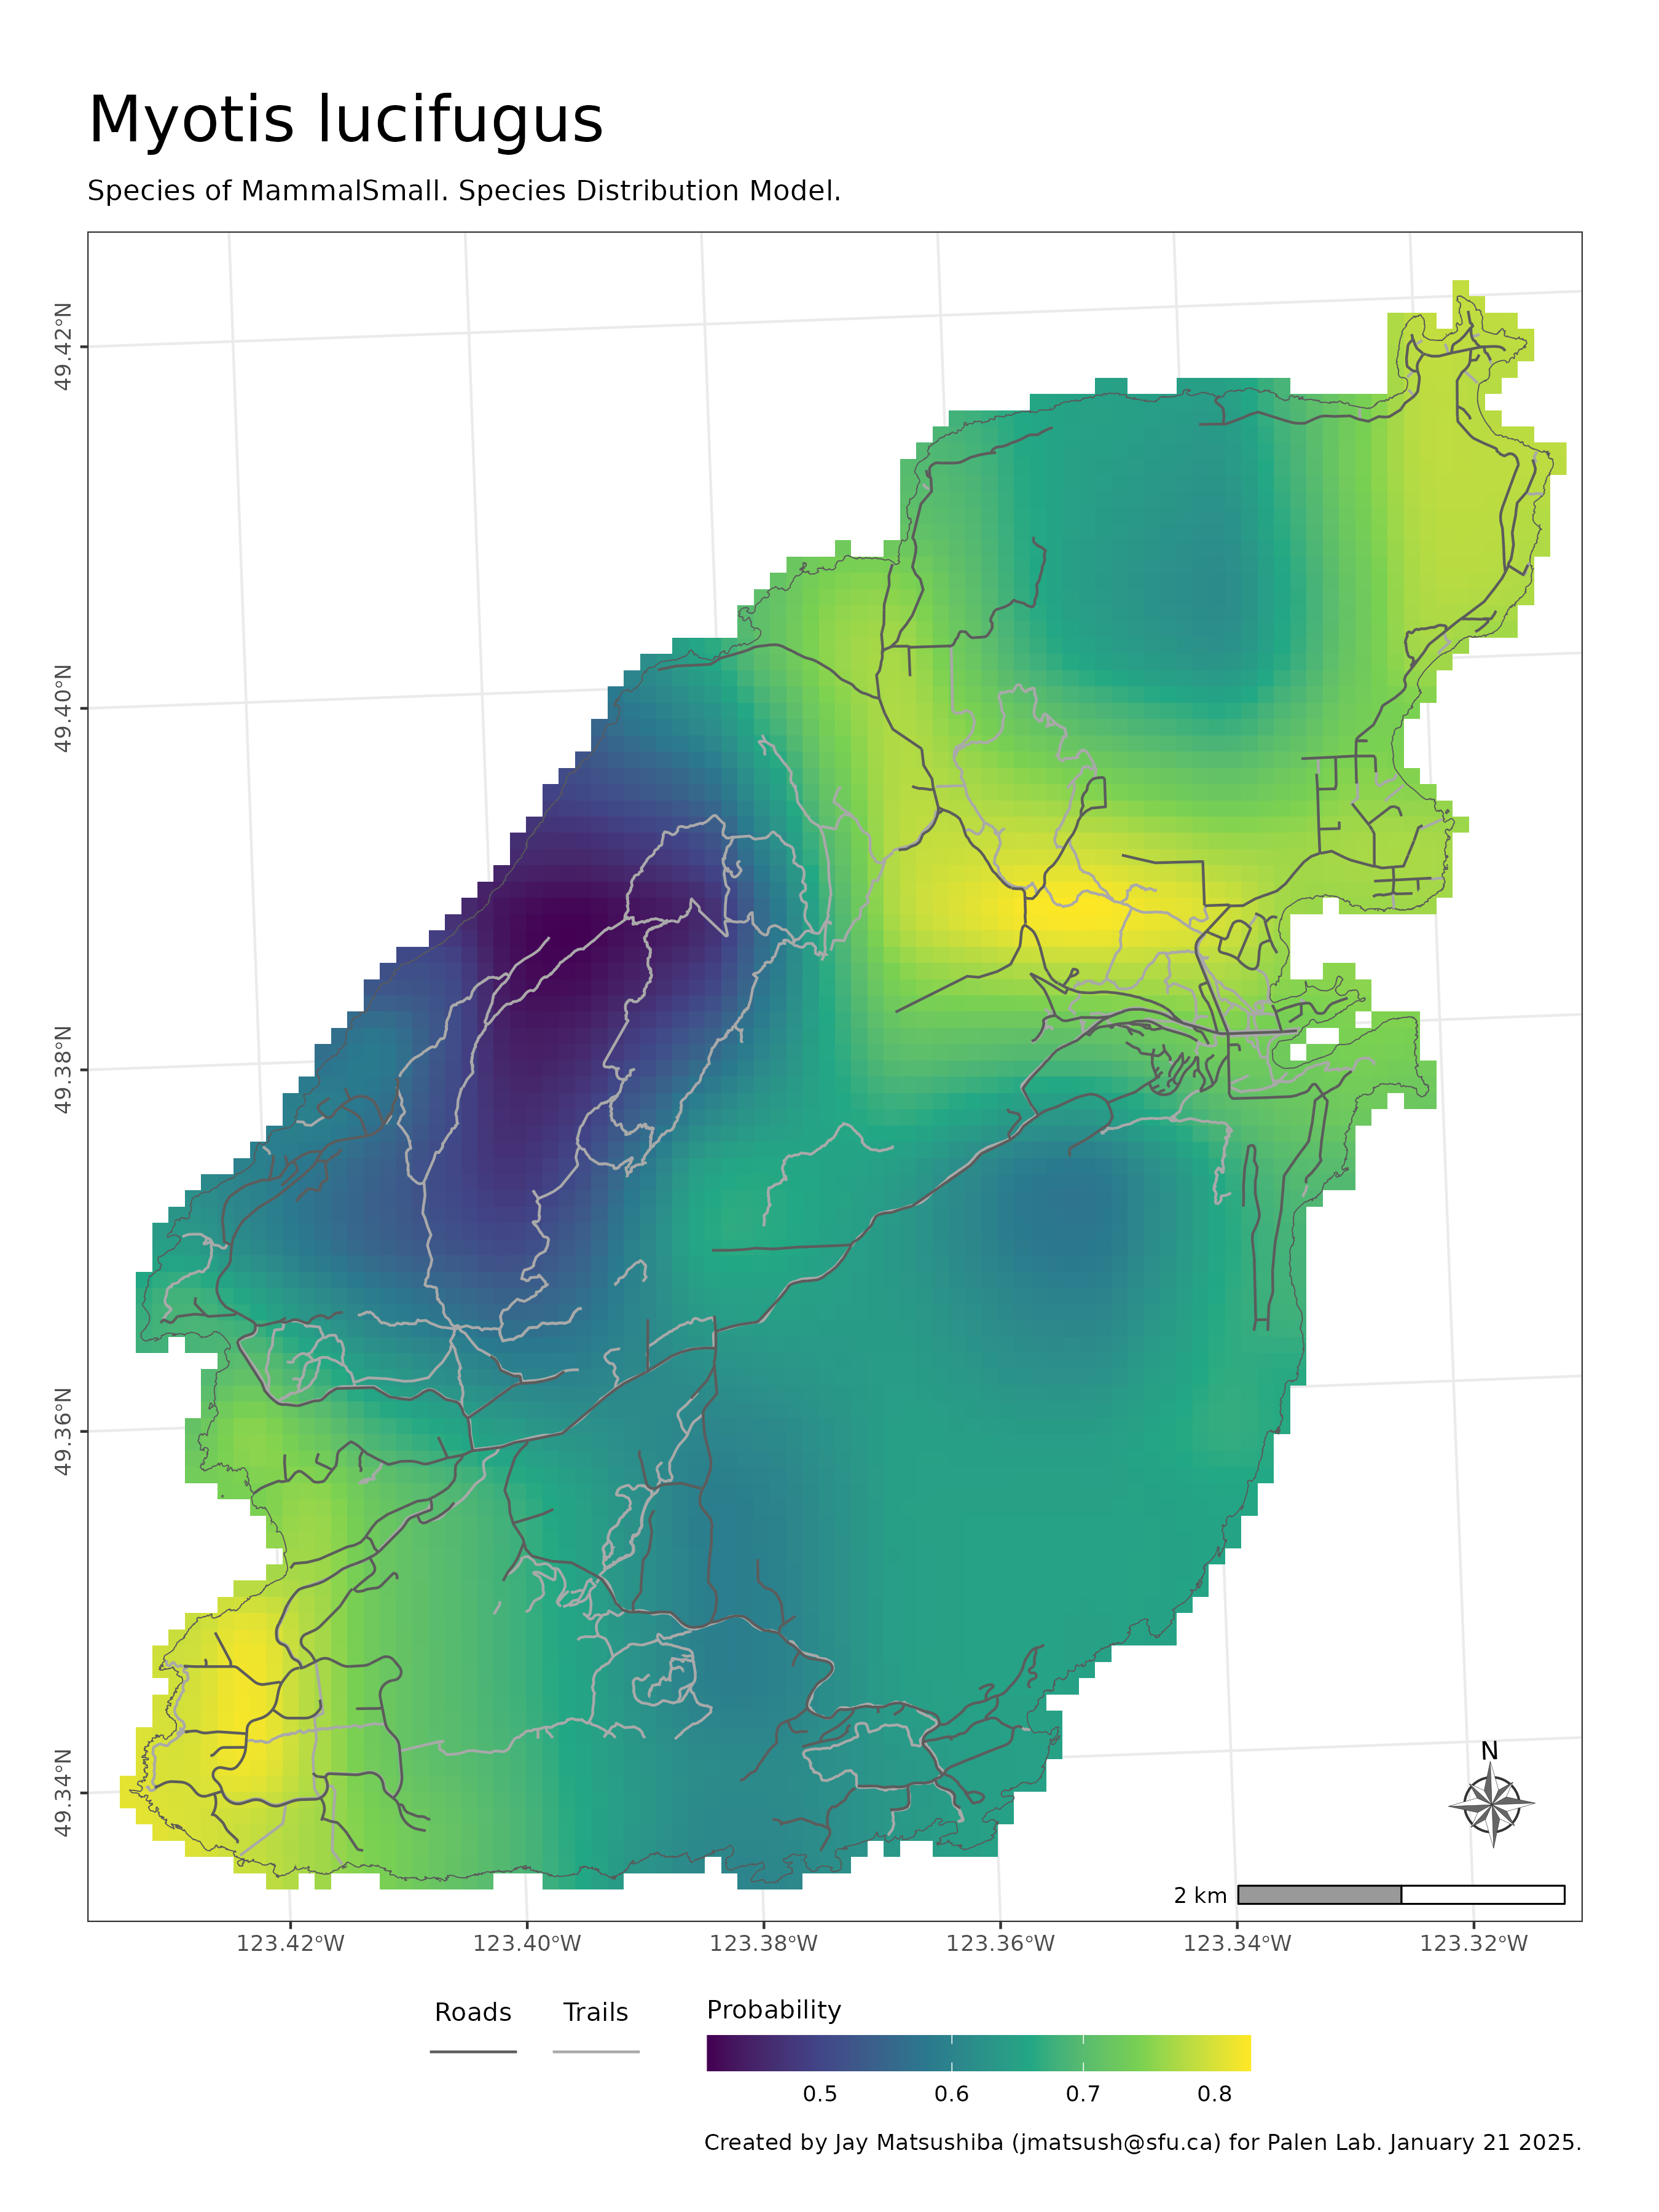 Myotis lucifugus
Species of MammalSmall. Species Distribution Model.
49.42°N
49.40°N
49.38°N
49.36°N
49.34°N
N
2 km
123.42°W 123.40°W 123.38°W 123.36°W 123.34°W 123.32°W
Roads Trails Probability
0.5 0.6 0.7 0.8
Created by Jay Matsushiba (jmatsush@sfu.ca) for Palen Lab. January 21 2025.